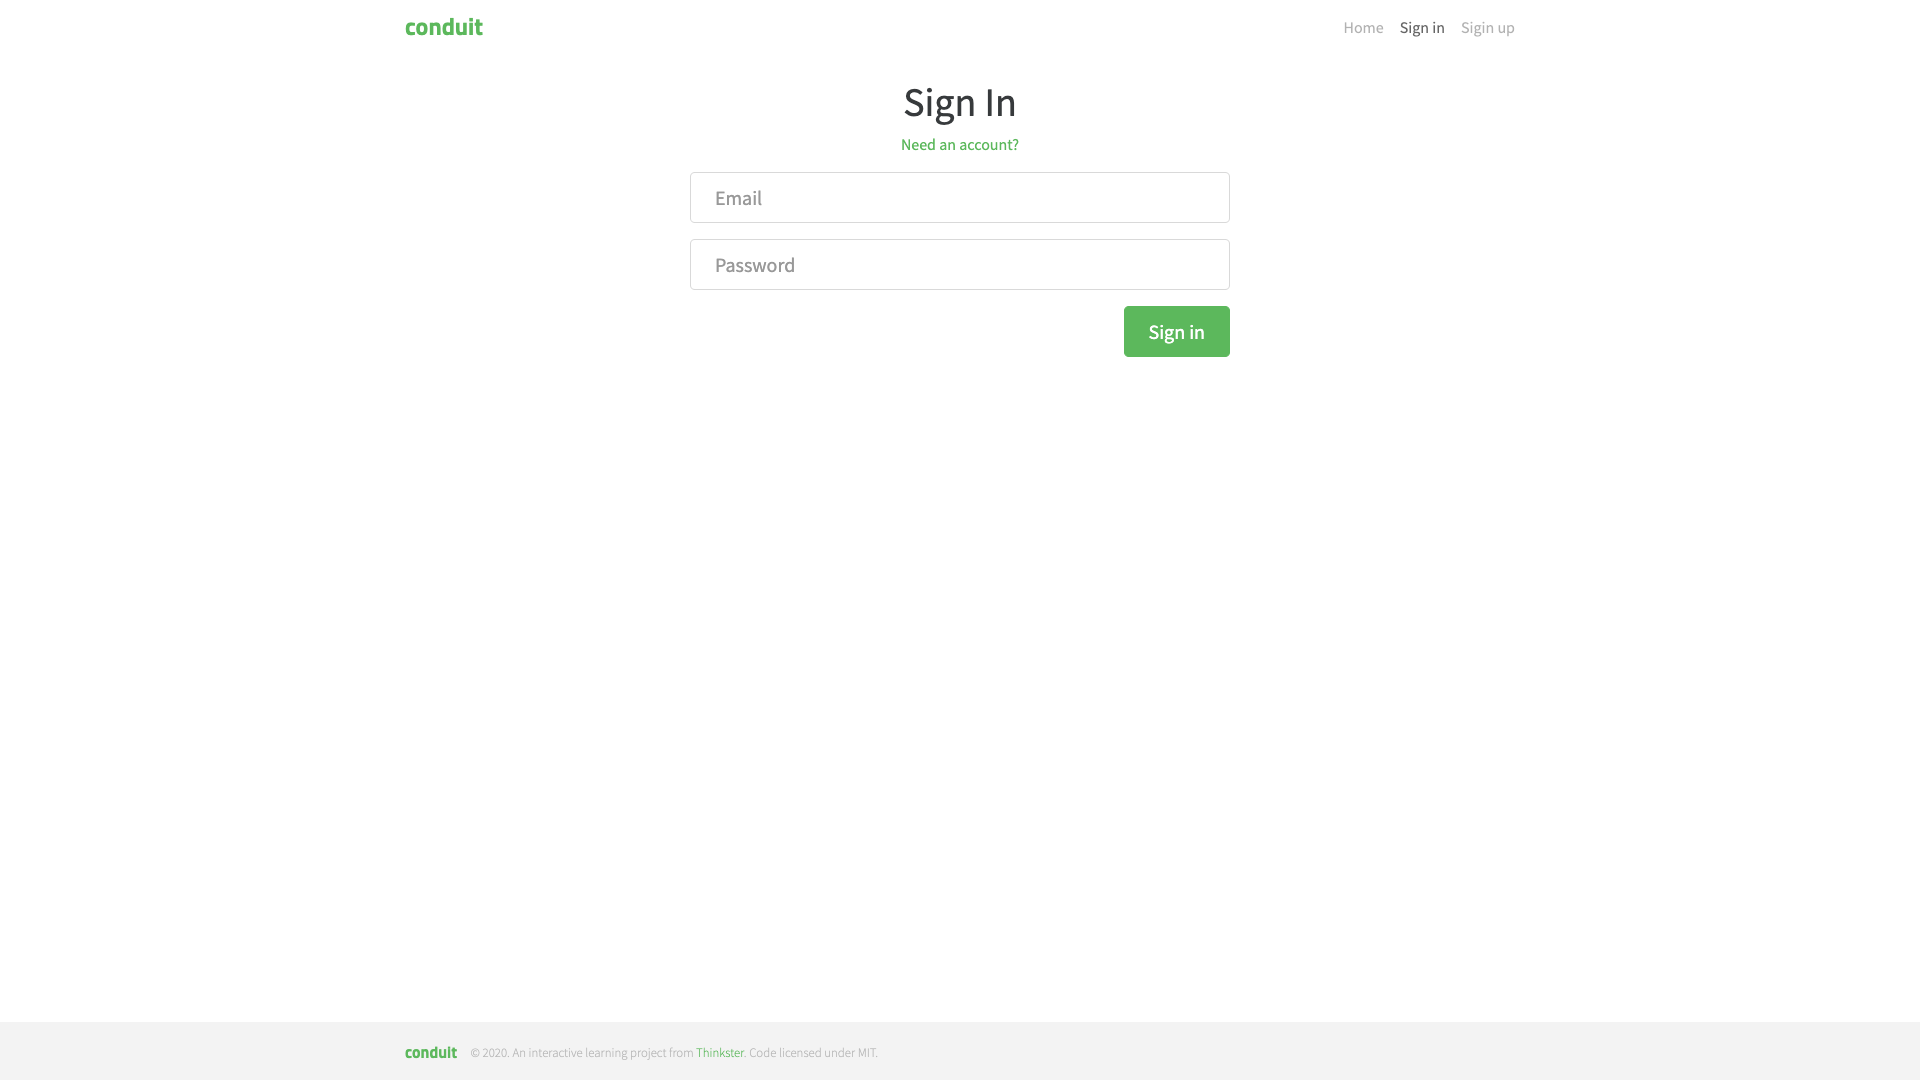 conduit
Home Sign in Sigin up
Sign In
Need an account?
Email
Password
Sign in
conduit © 2020. An interactive learning project from Thinkster. Code licensed under MIT.